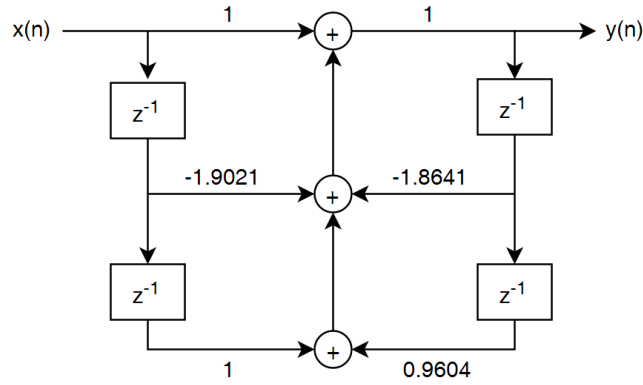 x(n) 1 + 1 y(n)
z-1 z-1
-1.9021 + -1.8641
z-1 z-1
1 + 0.9604